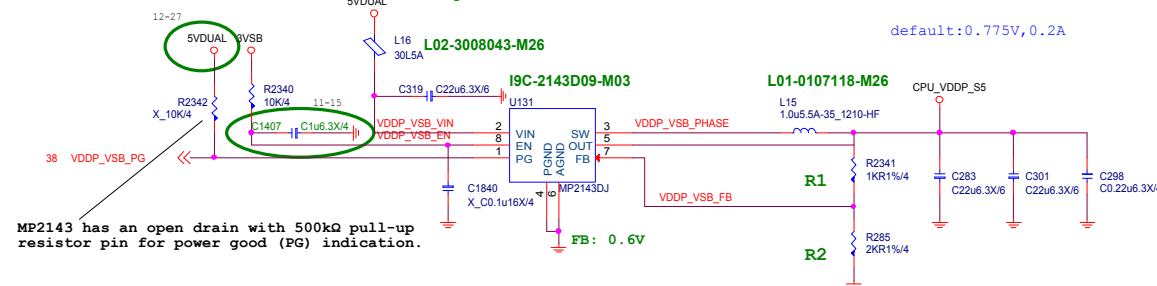 5VDUAL
12-27
5VDUAL
3VSB
L16
30L5A
L02-3008043-M26
default:0.775V,0.2A
I9C-2143D09-M03
L01-0107118-M26
CPU_VDDP_S5
R2342
X_10K/4
R2340
10K/4
11-15
C319
C22u6.3X/6
U131
L15
1.0u5.5A-35_1210-HF
C1407
C1u6.3X/4
VDDP_VSB_VIN
VDDP_VSB_EN
2
8
1
VIN
EN
PG
PGND
AGND
SW
OUT
FB
3
5
7
VDDP_VSB_PHASE
38 VDDP_VSB_PG
4
6
MP2143DJ
R1
R2341
1KR1%/4
C283
C22u6.3X/6
C301
C22u6.3X/6
C298
C0.22u6.3X/4
C1840
X_C0.1u16X/4
VDDP_VSB_FB
MP2143 has an open drain with 500kΩ pull-up
resistor pin for power good (PG) indication.
FB: 0.6V
R2
R285
2KR1%/4